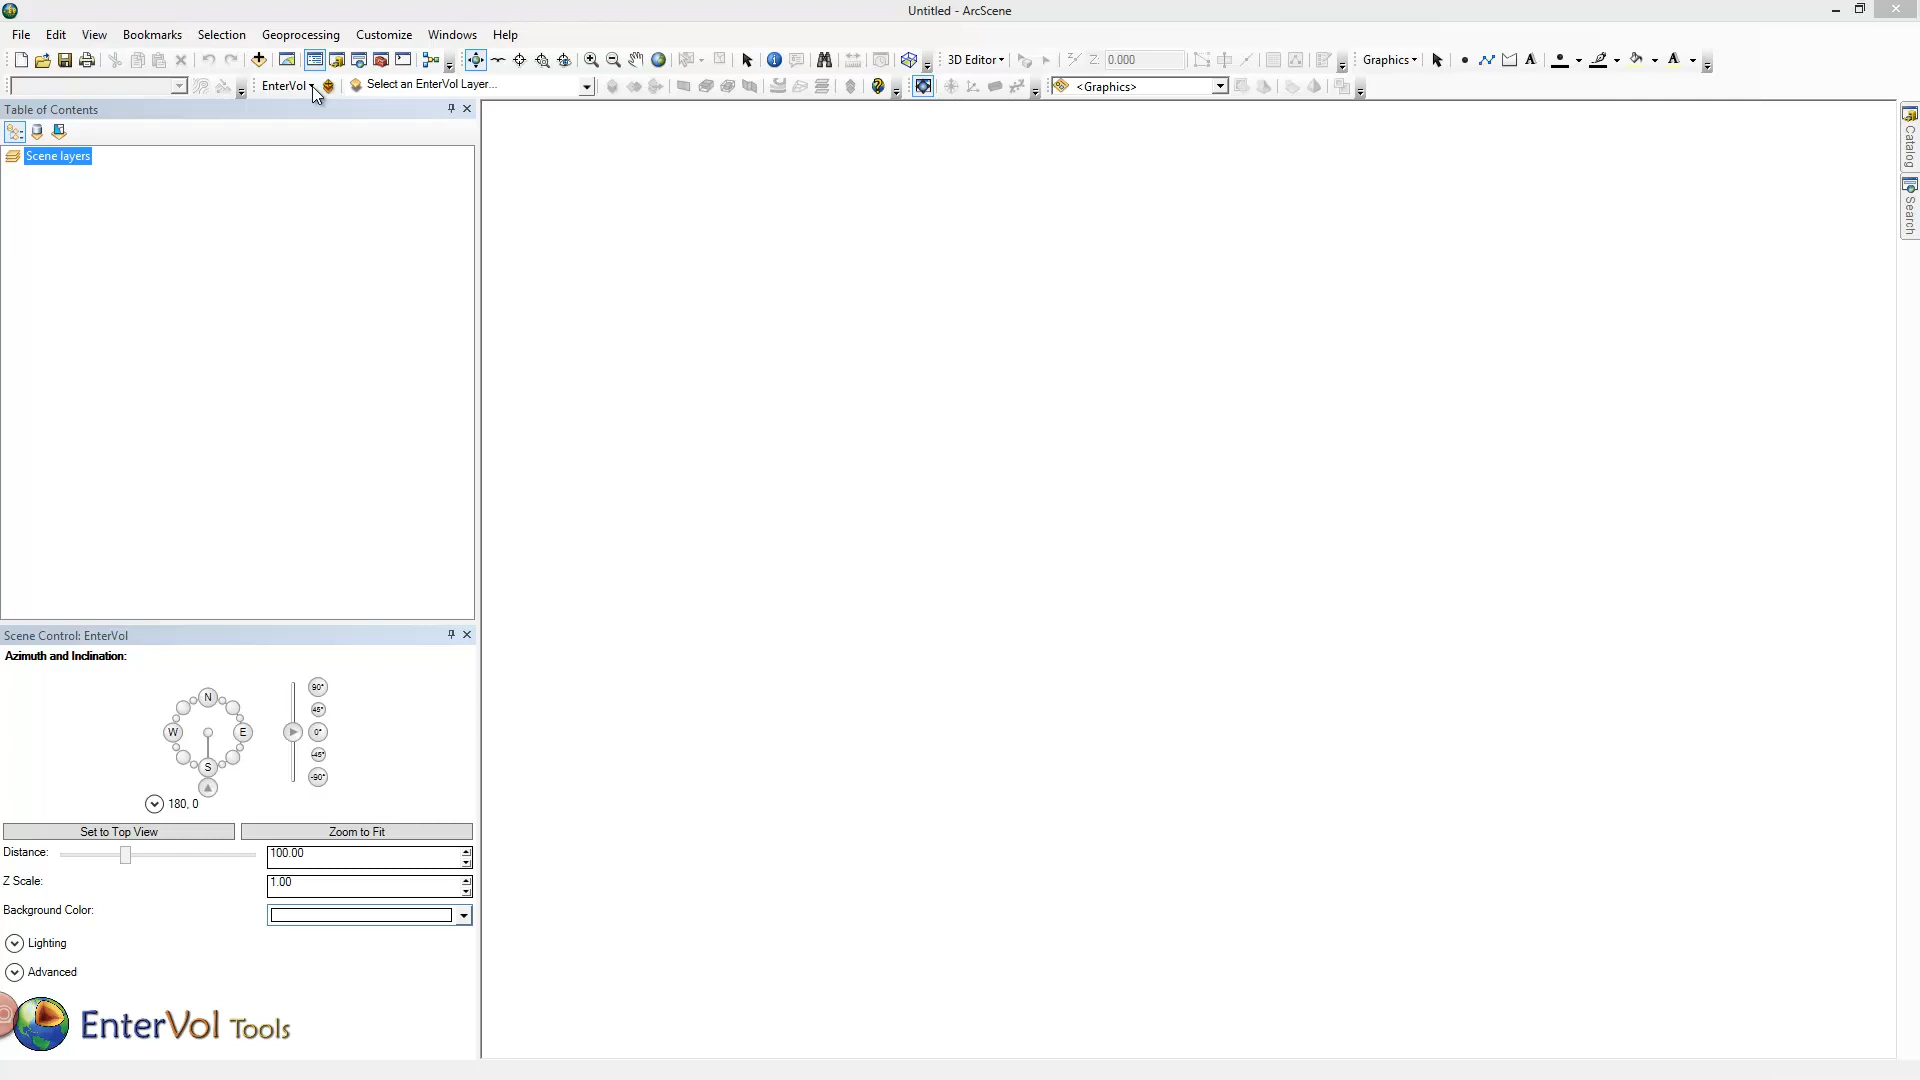 Untitled - ArcScene
File Edit View Bookmarks Selection Geoprocessing Customize Windows Help
3D Editor Z: 0.000 Graphics
EnterVol Select an EnterVol Layer... <Graphics>
Table of Contents
Scene layers
Catalog
Search
Scene Control: EnterVol
Azimuth and Inclination:
N
W E
S
90°
45°
0°
-45°
-90°
180, 0
Set to Top View Zoom to Fit
Distance: 100.00
Z Scale: 1.00
Background Color:
Lighting
Advanced
EnterVol Tools